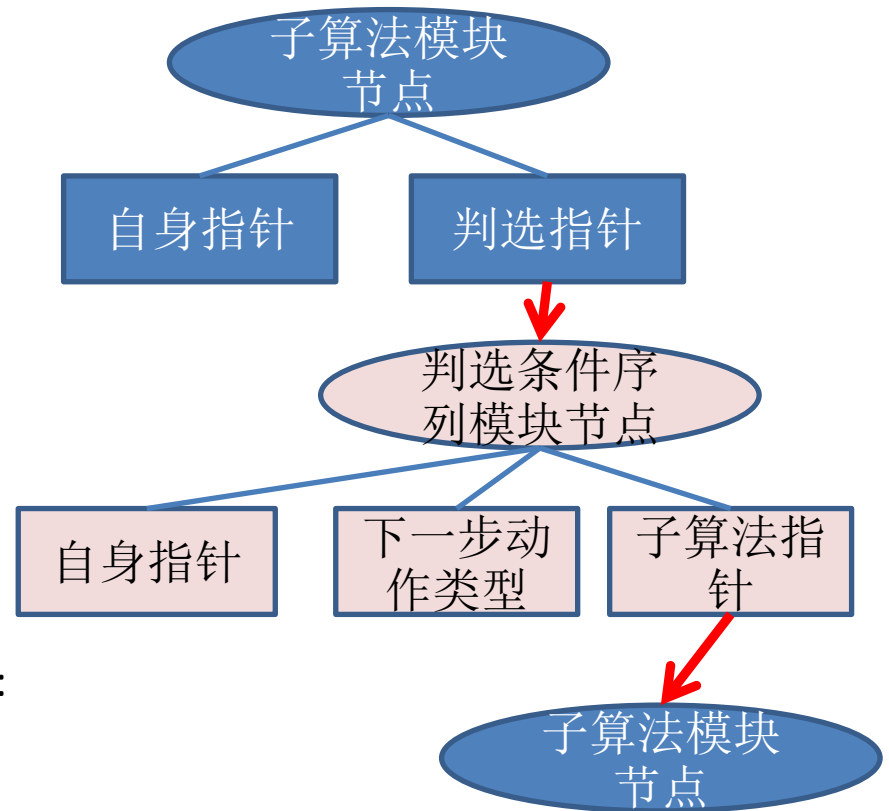 子算法模块
节点
自身指针
判选指针
判选条件序
列模块节点
自身指针
下一步动
作类型
子算法指
针
:
子算法模块
节点